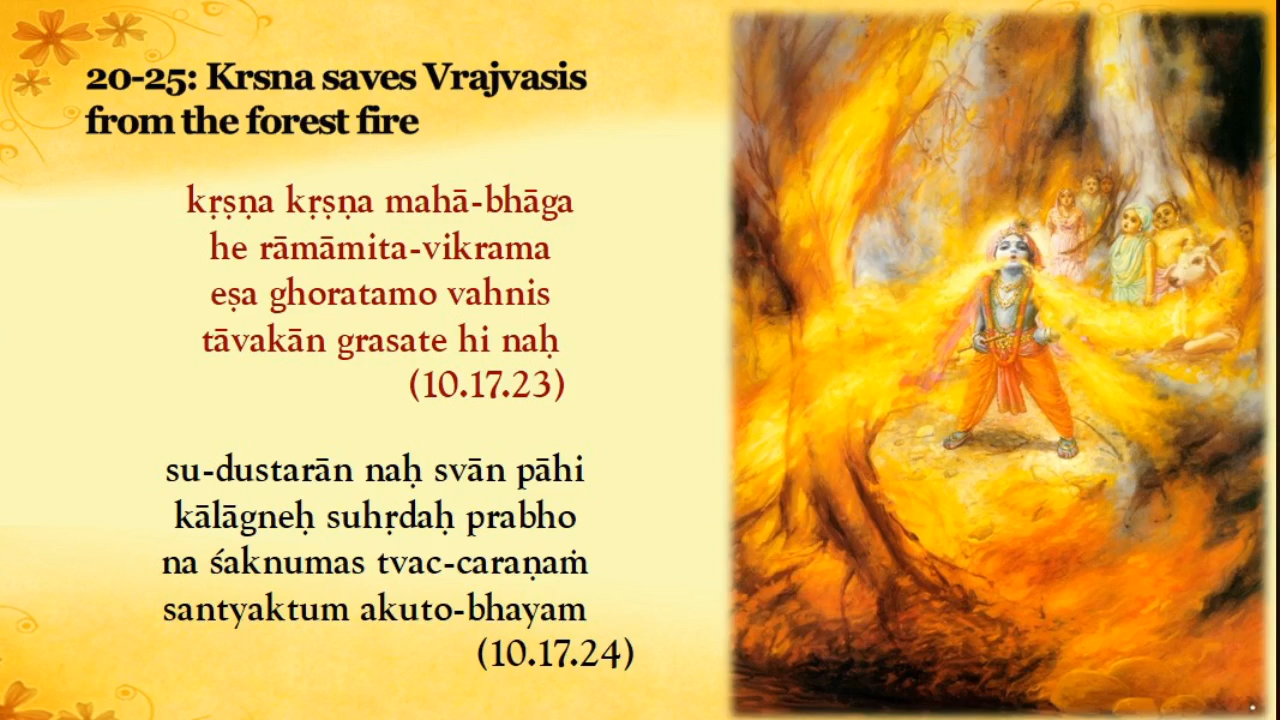 20-25: Krsna saves Vrajvasis
from the forest fire
kṛṣṇa kṛṣṇa mahā-bhāga
he rāmāmita-vikrama
eṣa ghoratamo vahnis
tāvakān grasate hi naḥ
(10.17.23)
su-dustarān naḥ svān pāhi
kālāgneḥ suhṛdaḥ prabho
na śaknumas tvac-caraṇaṁ
santyaktum akuto-bhayam
(10.17.24)